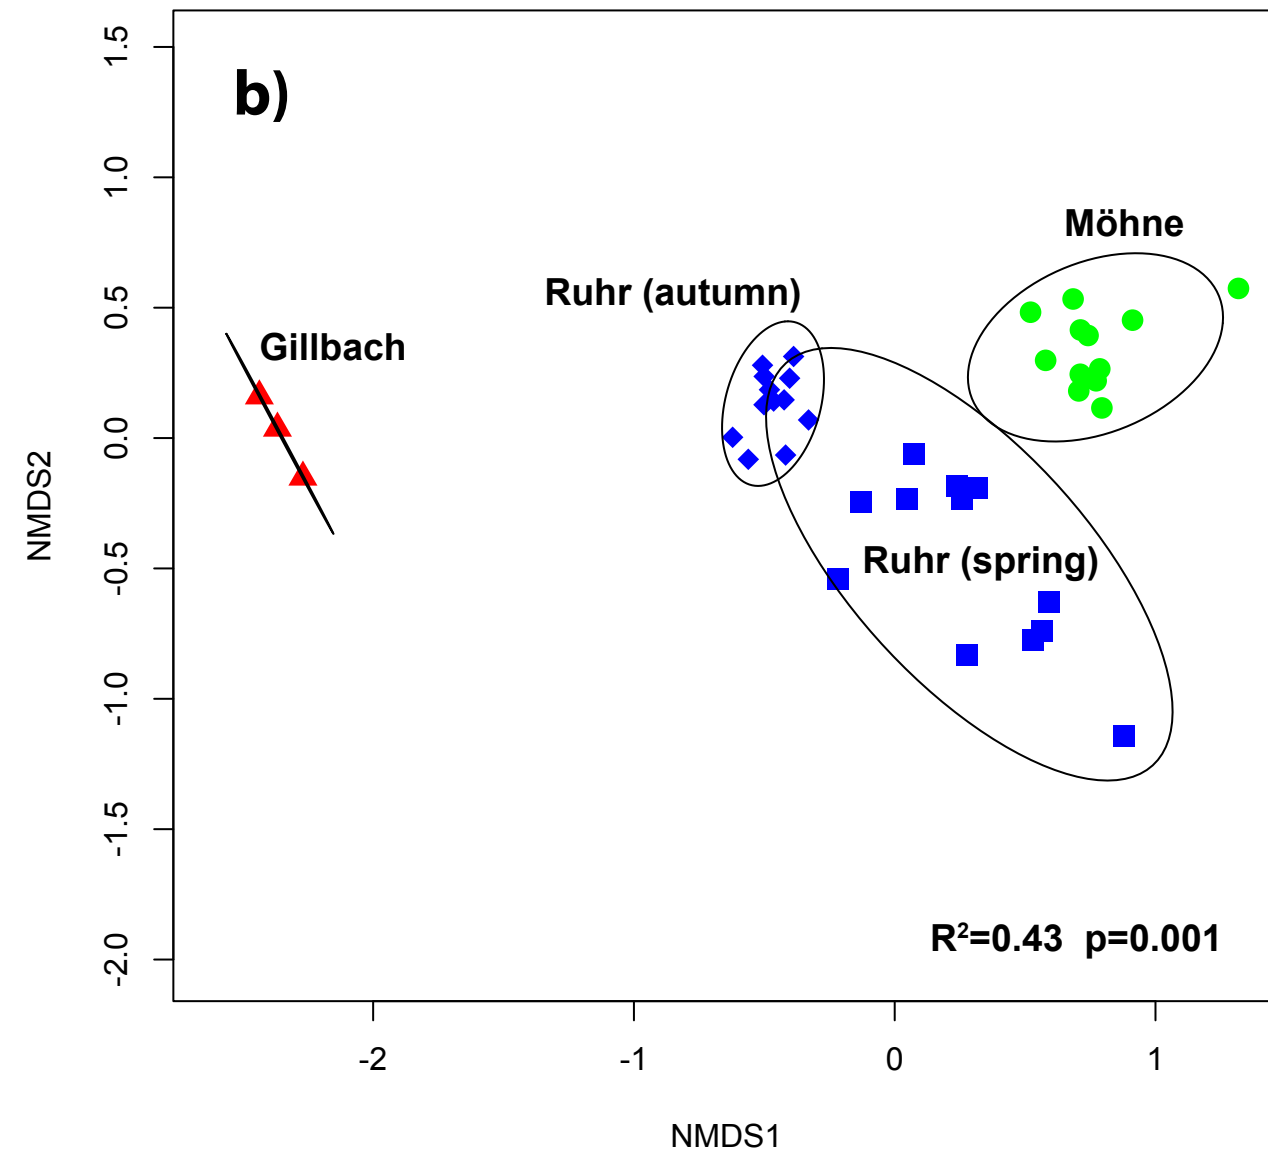 b)
Möhne
Ruhr (autumn)
Gillbach
Ruhr (spring)
R²=0.43 p=0.001
1.5
1.0
0.5
0.0
-0.5
-1.0
-1.5
-2.0
NMDS2
-2 -1 0 1
NMDS1